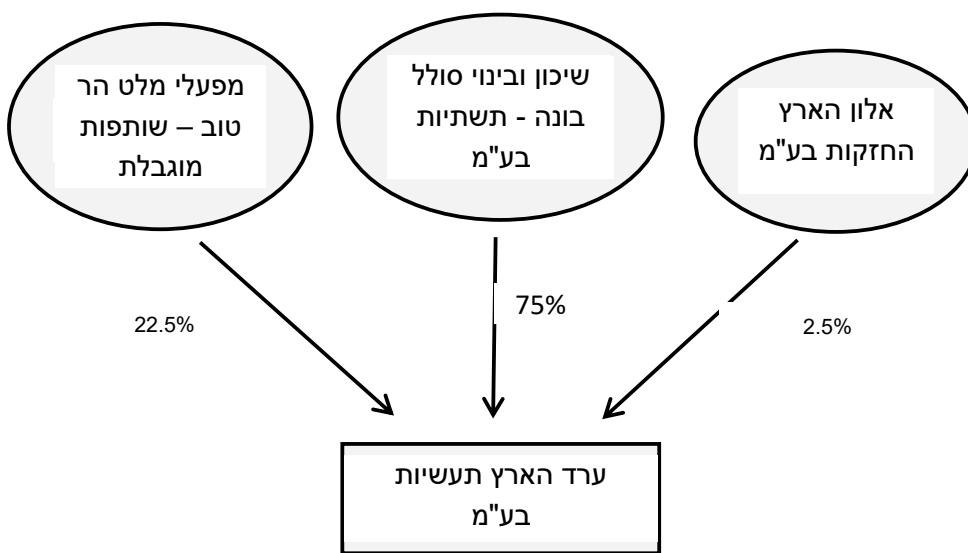 אלון הארץ
החזקות בע"מ
שיכון ובינוי סולל
בונה - תשתיות
בע"מ
מפעלי מלט הר
טוב – שותפות
מוגבלת
2.5%
75%
22.5%
ערד הארץ תעשיות
בע"מ